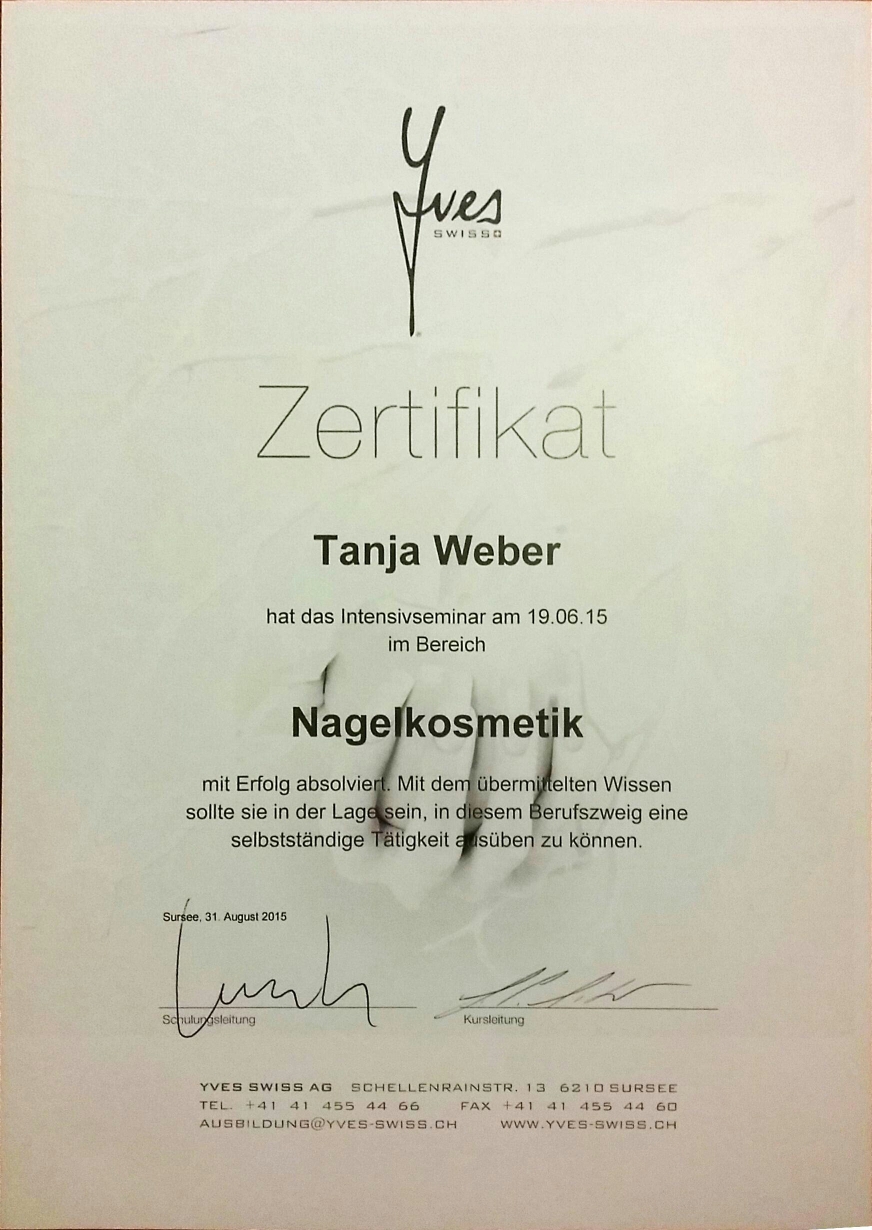 Yves
SWISS
Zertifikat
Tanja Weber
hat das Intensivseminar am 19.06.15
im Bereich
Nagelkosmetik
mit Erfolg absolviert. Mit dem übermittelten Wissen
sollte sie in der Lage sein, in diesem Berufszweig eine
selbstständige Tätigkeit ausüben zu können.
Sursee, 31. August 2015
Schulungsleitung Kursleitung
YVES SWISS AG SCHELLENRAINSTR. 13 6210 SURSEE
TEL. +41 41 455 44 66 FAX +41 41 455 44 60
AUSBILDUNG@YVES-SWISS.CH WWW.YVES-SWISS.CH